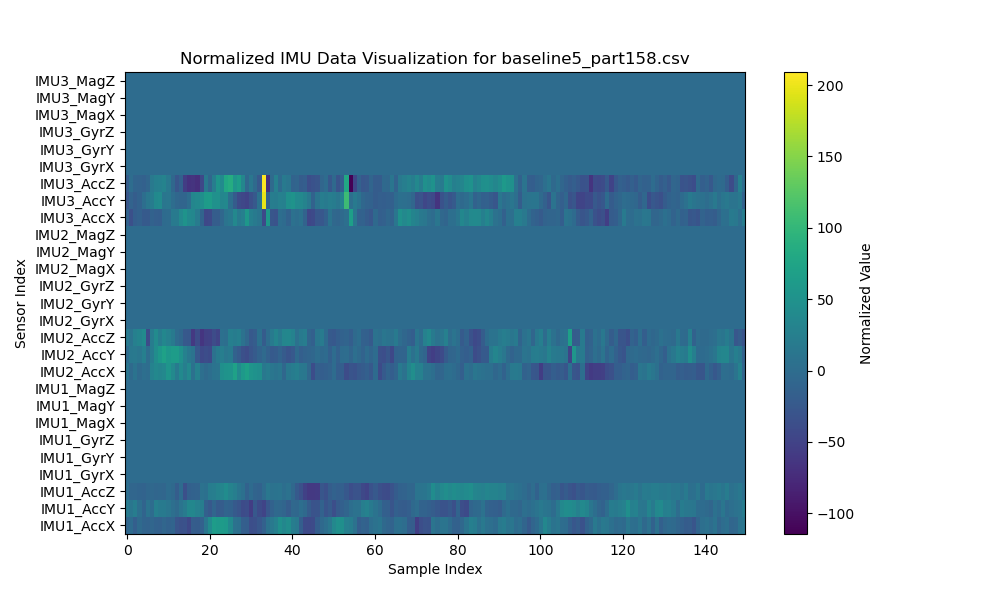 Normalized IMU Data Visualization for baseline5_part158.csv
IMU3_MagZ
IMU3_MagY
IMU3_MagX
IMU3_GyrZ
IMU3_GyrY
IMU3_GyrX
IMU3_AccZ
IMU3_AccY
IMU3_AccX
IMU2_MagZ
IMU2_MagY
IMU2_MagX
IMU2_GyrZ
IMU2_GyrY
IMU2_GyrX
IMU2_AccZ
IMU2_AccY
IMU2_AccX
IMU1_MagZ
IMU1_MagY
IMU1_MagX
IMU1_GyrZ
IMU1_GyrY
IMU1_GyrX
IMU1_AccZ
IMU1_AccY
IMU1_AccX
Sensor Index
0 20 40 60 80 100 120 140
Sample Index
200
150
100
50
0
−50
−100
Normalized Value